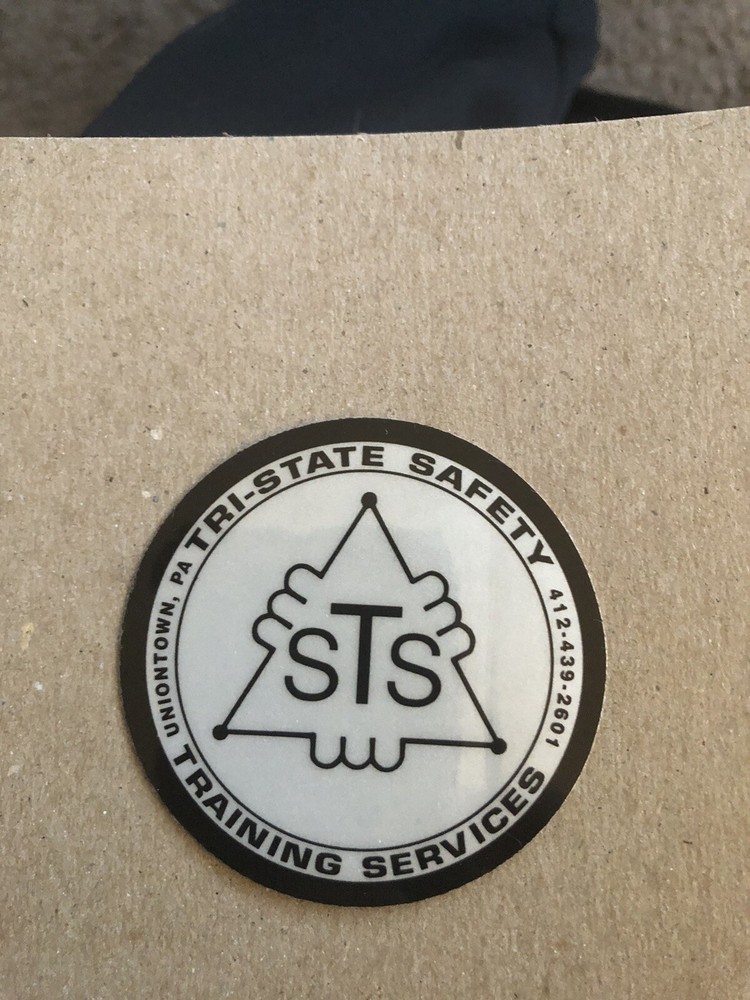 TRI-STATE SAFETY
412-439-2601
TRAINING SERVICES
UNIONTOWN, PA
STS